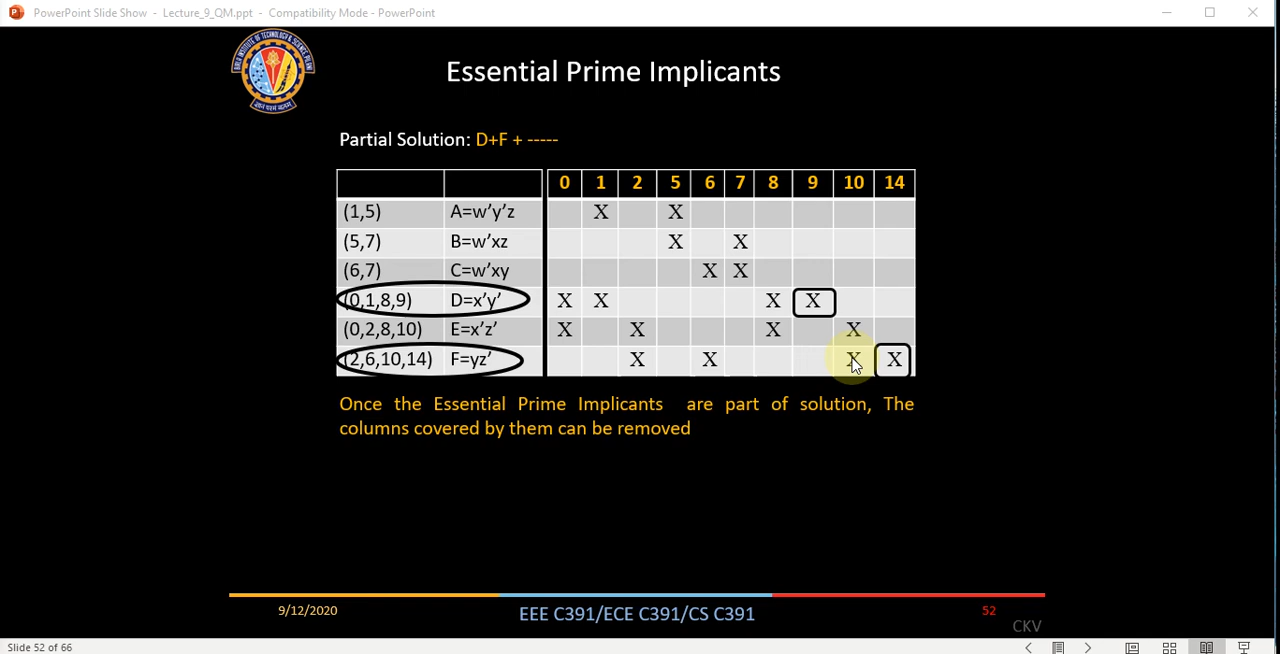 PowerPoint Slide Show - Lecture_9_QM.ppt - Compatibility Mode - PowerPoint
Essential Prime Implicants
Partial Solution: D+F + -----
0 1 2 5 6 7 8 9 10 14
(1,5) A=w'y'z X X
(5,7) B=w'xz X X
(6,7) C=w'xy X X
(0,1,8,9) D=x'y' X X X X
(0,2,8,10) E=x'z' X X X X
(2,6,10,14) F=yz' X X X X
Once the Essential Prime Implicants are part of solution, The
columns covered by them can be removed
9/12/2020 EEE C391/ECE C391/CS C391 52
CKV
Slide 52 of 66